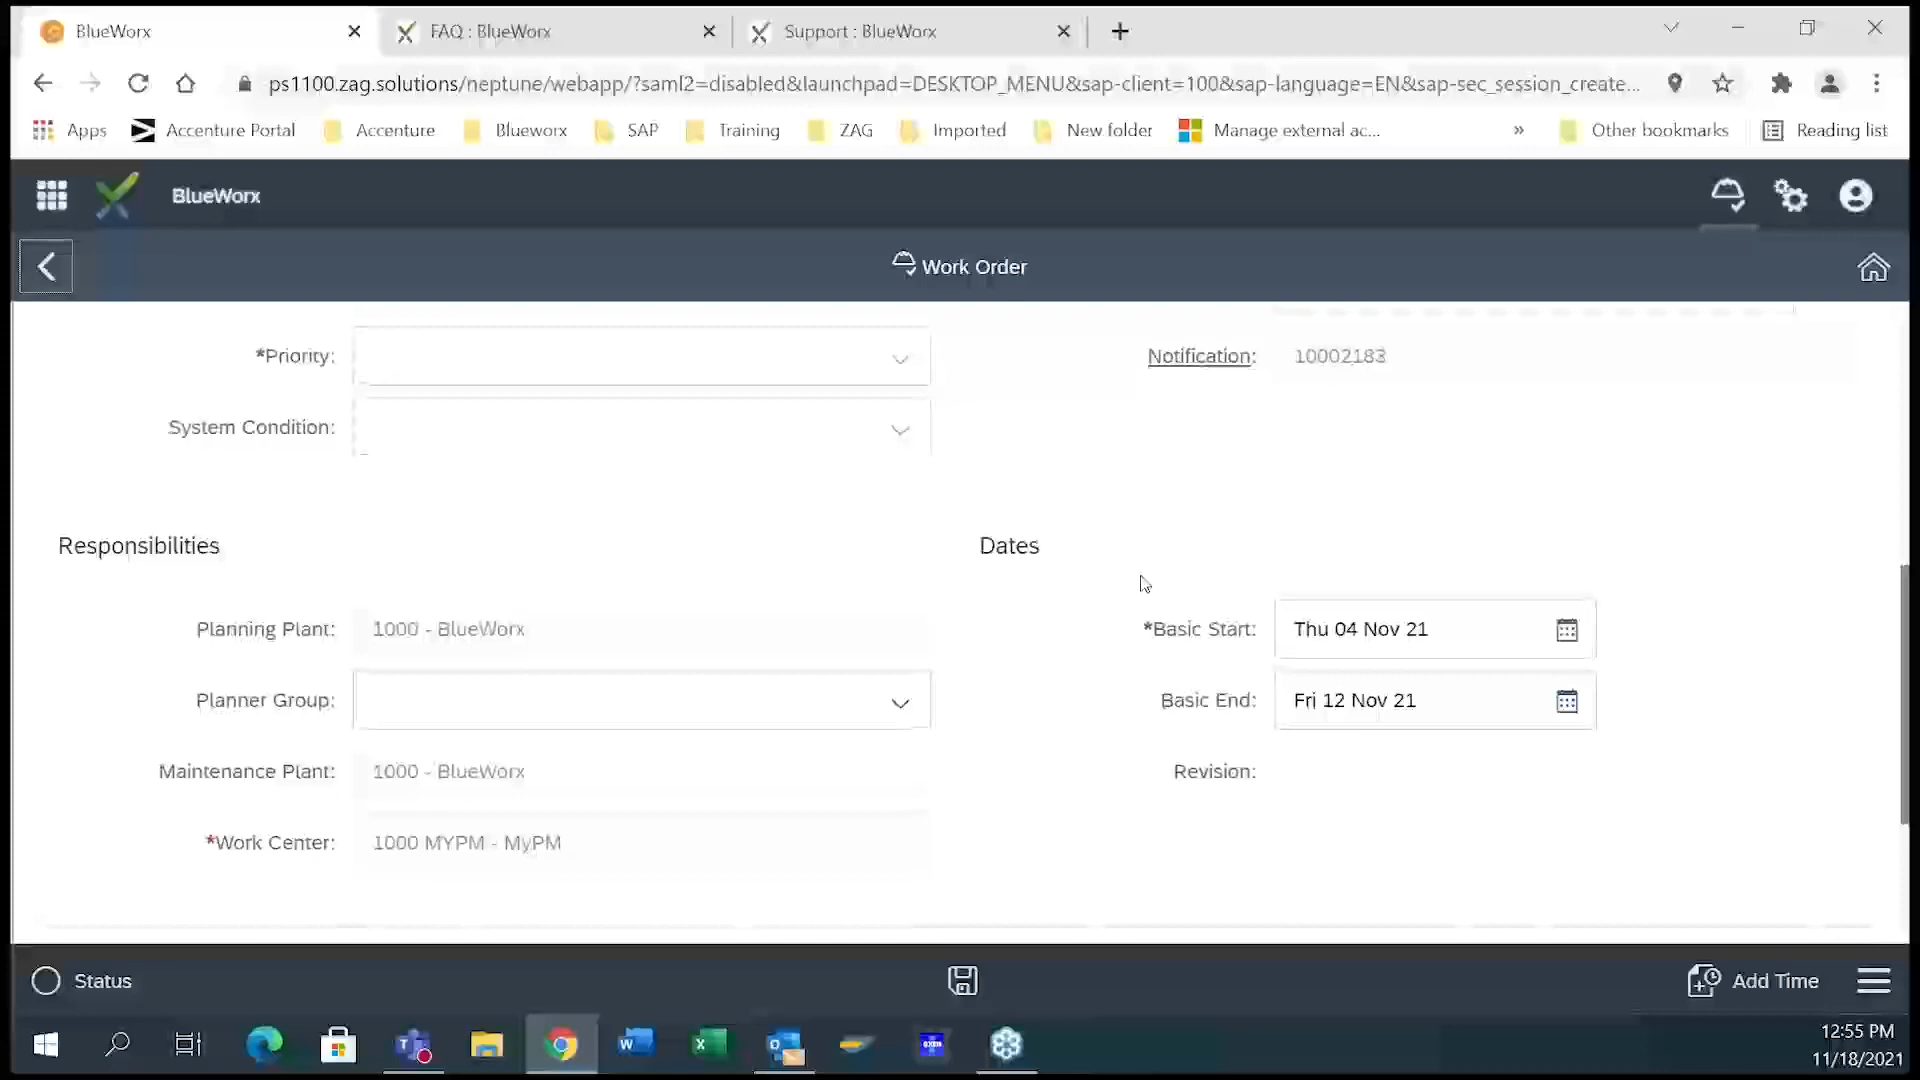 BlueWorx
FAQ : BlueWorx
Support : BlueWorx
ps1100.zag.solutions/neptune/webapp/?saml2=disabled&launchpad=DESKTOP_MENU&sap-client=100&sap-language=EN&sap-sec_session_create...
Apps
Accenture Portal
Accenture
Blueworx
SAP
Training
ZAG
Imported
New folder
Manage external ac...
»
Other bookmarks
Reading list
BlueWorx
Work Order
*Priority:
Notification: 10002183
System Condition:
Responsibilities
Dates
Planning Plant: 1000 - BlueWorx
*Basic Start: Thu 04 Nov 21
Planner Group:
Basic End: Fri 12 Nov 21
Maintenance Plant: 1000 - BlueWorx
Revision:
*Work Center: 1000 MYPM - MyPM
Status
Add Time
12:55 PM
11/18/2021